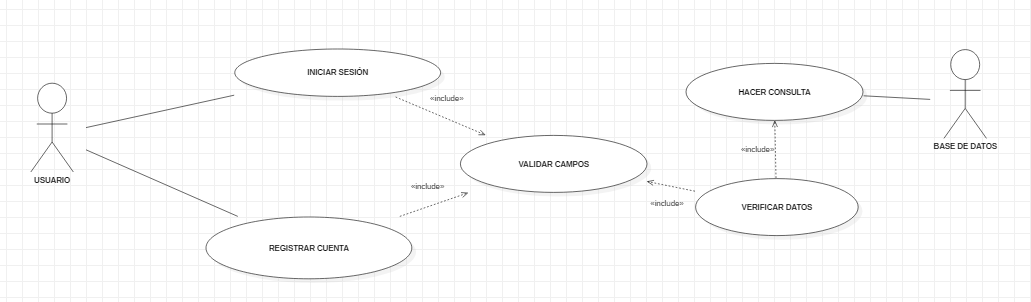 INICIAR SESIÓN
«include»
HACER CONSULTA
BASE DE DATOS
«include»
VALIDAR CAMPOS
USUARIO
«include»
«include»
VERIFICAR DATOS
REGISTRAR CUENTA